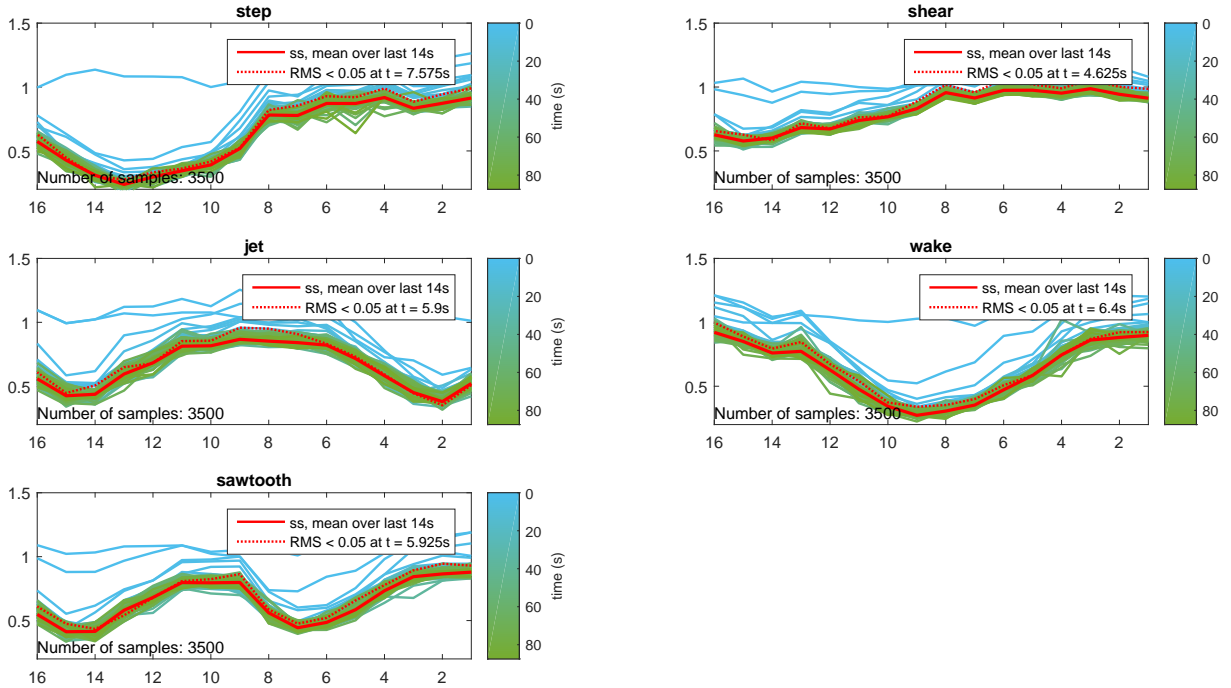 step
1.5
1
0.5
ss, mean over last 14s
RMS < 0.05 at t = 7.575s
Number of samples: 3500
16 14 12 10 8 6 4 2
0
20
40
60
80
time (s)
shear
1.5
1
0.5
ss, mean over last 14s
RMS < 0.05 at t = 4.625s
Number of samples: 3500
16 14 12 10 8 6 4 2
0
20
40
60
80
time (s)
jet
1.5
1
0.5
ss, mean over last 14s
RMS < 0.05 at t = 5.9s
Number of samples: 3500
16 14 12 10 8 6 4 2
0
20
40
60
80
time (s)
wake
1.5
1
0.5
ss, mean over last 14s
RMS < 0.05 at t = 6.4s
Number of samples: 3500
16 14 12 10 8 6 4 2
0
20
40
60
80
time (s)
sawtooth
1.5
1
0.5
ss, mean over last 14s
RMS < 0.05 at t = 5.925s
Number of samples: 3500
16 14 12 10 8 6 4 2
0
20
40
60
80
time (s)